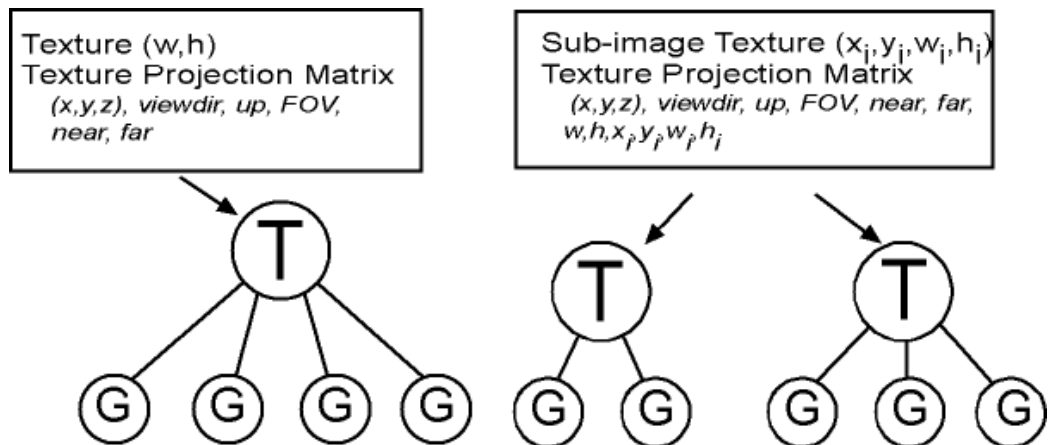 Texture (w,h)
Texture Projection Matrix
(x,y,z), viewdir, up, FOV,
near, far
Sub-image Texture (xᵢ,yᵢ,wᵢ,hᵢ)
Texture Projection Matrix
(x,y,z), viewdir, up, FOV, near, far,
w,h,xᵢ,yᵢ,wᵢ,hᵢ
T
G G G G
T
G G
T
G G G